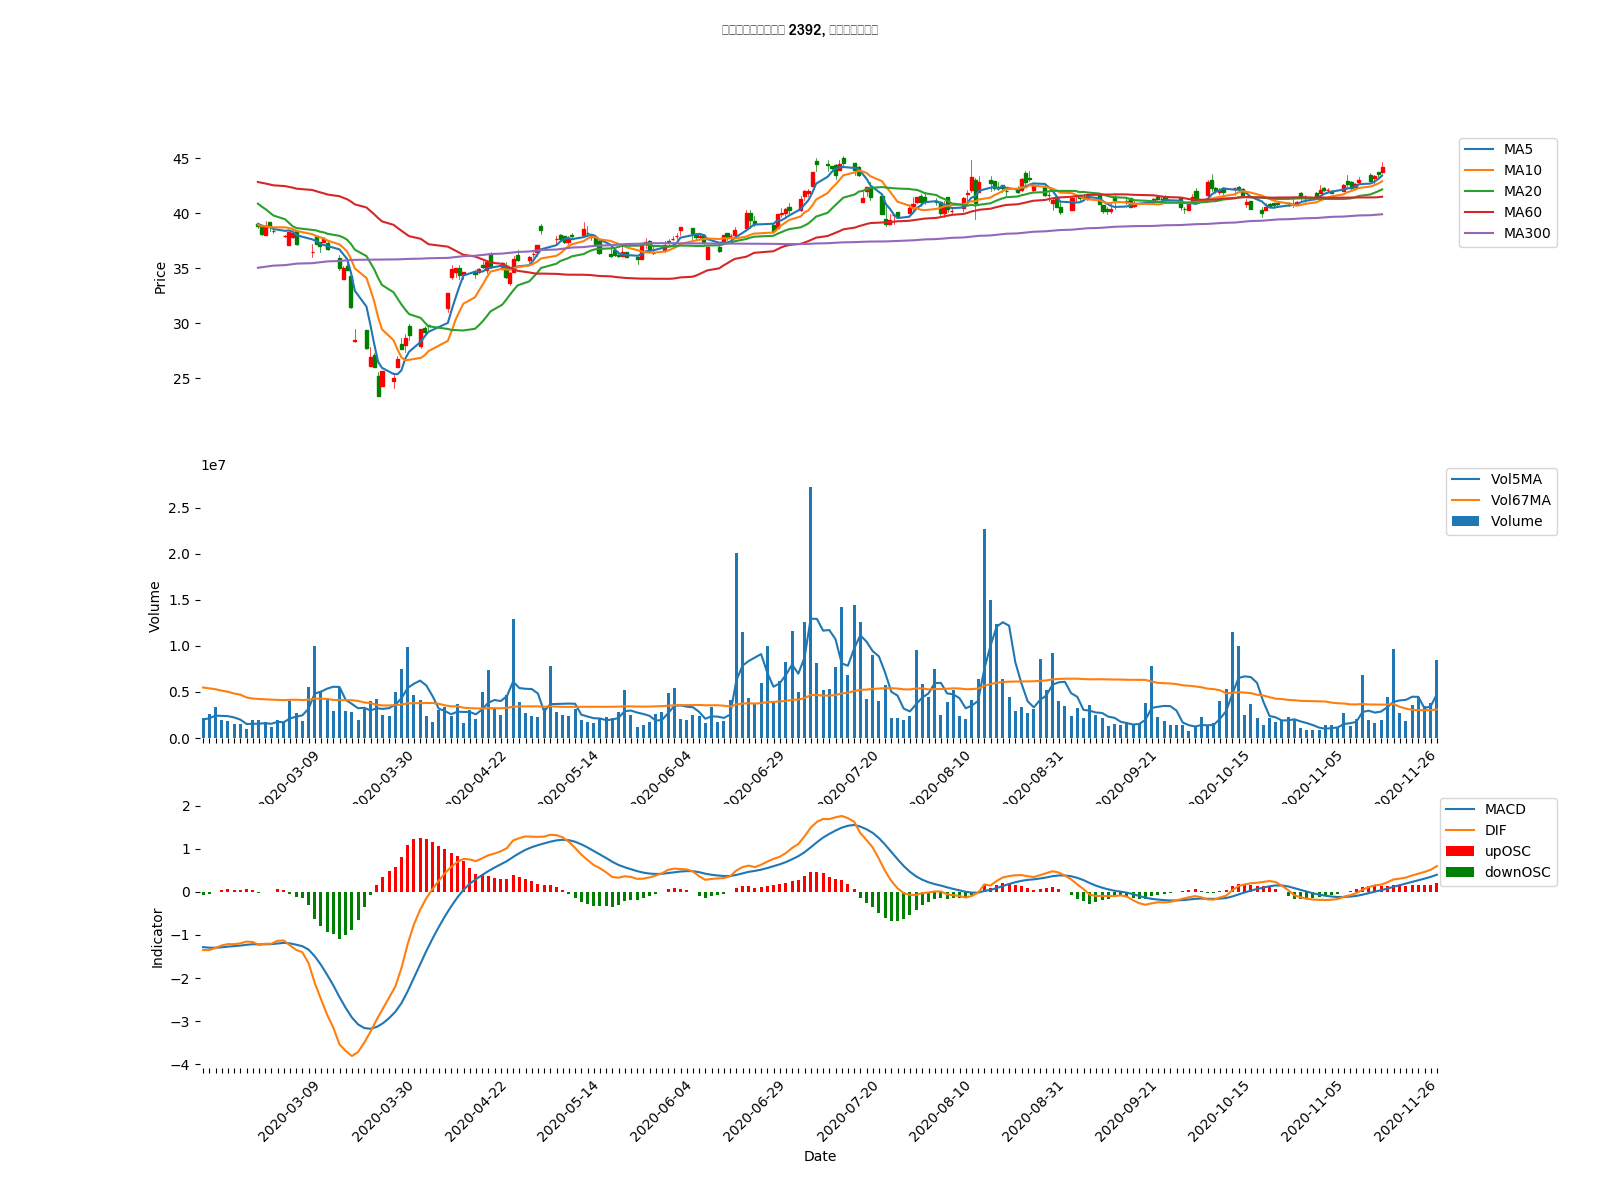 2392,
45
40
35
30
25
Price
MA5
MA10
MA20
MA60
MA300
1e7
2.5
2.0
1.5
1.0
0.5
0.0
Volume
Vol5MA
Vol67MA
Volume
2020-03-09 2020-03-30 2020-04-22 2020-05-14 2020-06-04 2020-06-29 2020-07-20 2020-08-10 2020-08-31 2020-09-21 2020-10-15 2020-11-05 2020-11-26
2
1
0
−1
−2
−3
−4
Indicator
MACD
DIF
upOSC
downOSC
2020-03-09 2020-03-30 2020-04-22 2020-05-14 2020-06-04 2020-06-29 2020-07-20 2020-08-10 2020-08-31 2020-09-21 2020-10-15 2020-11-05 2020-11-26
Date